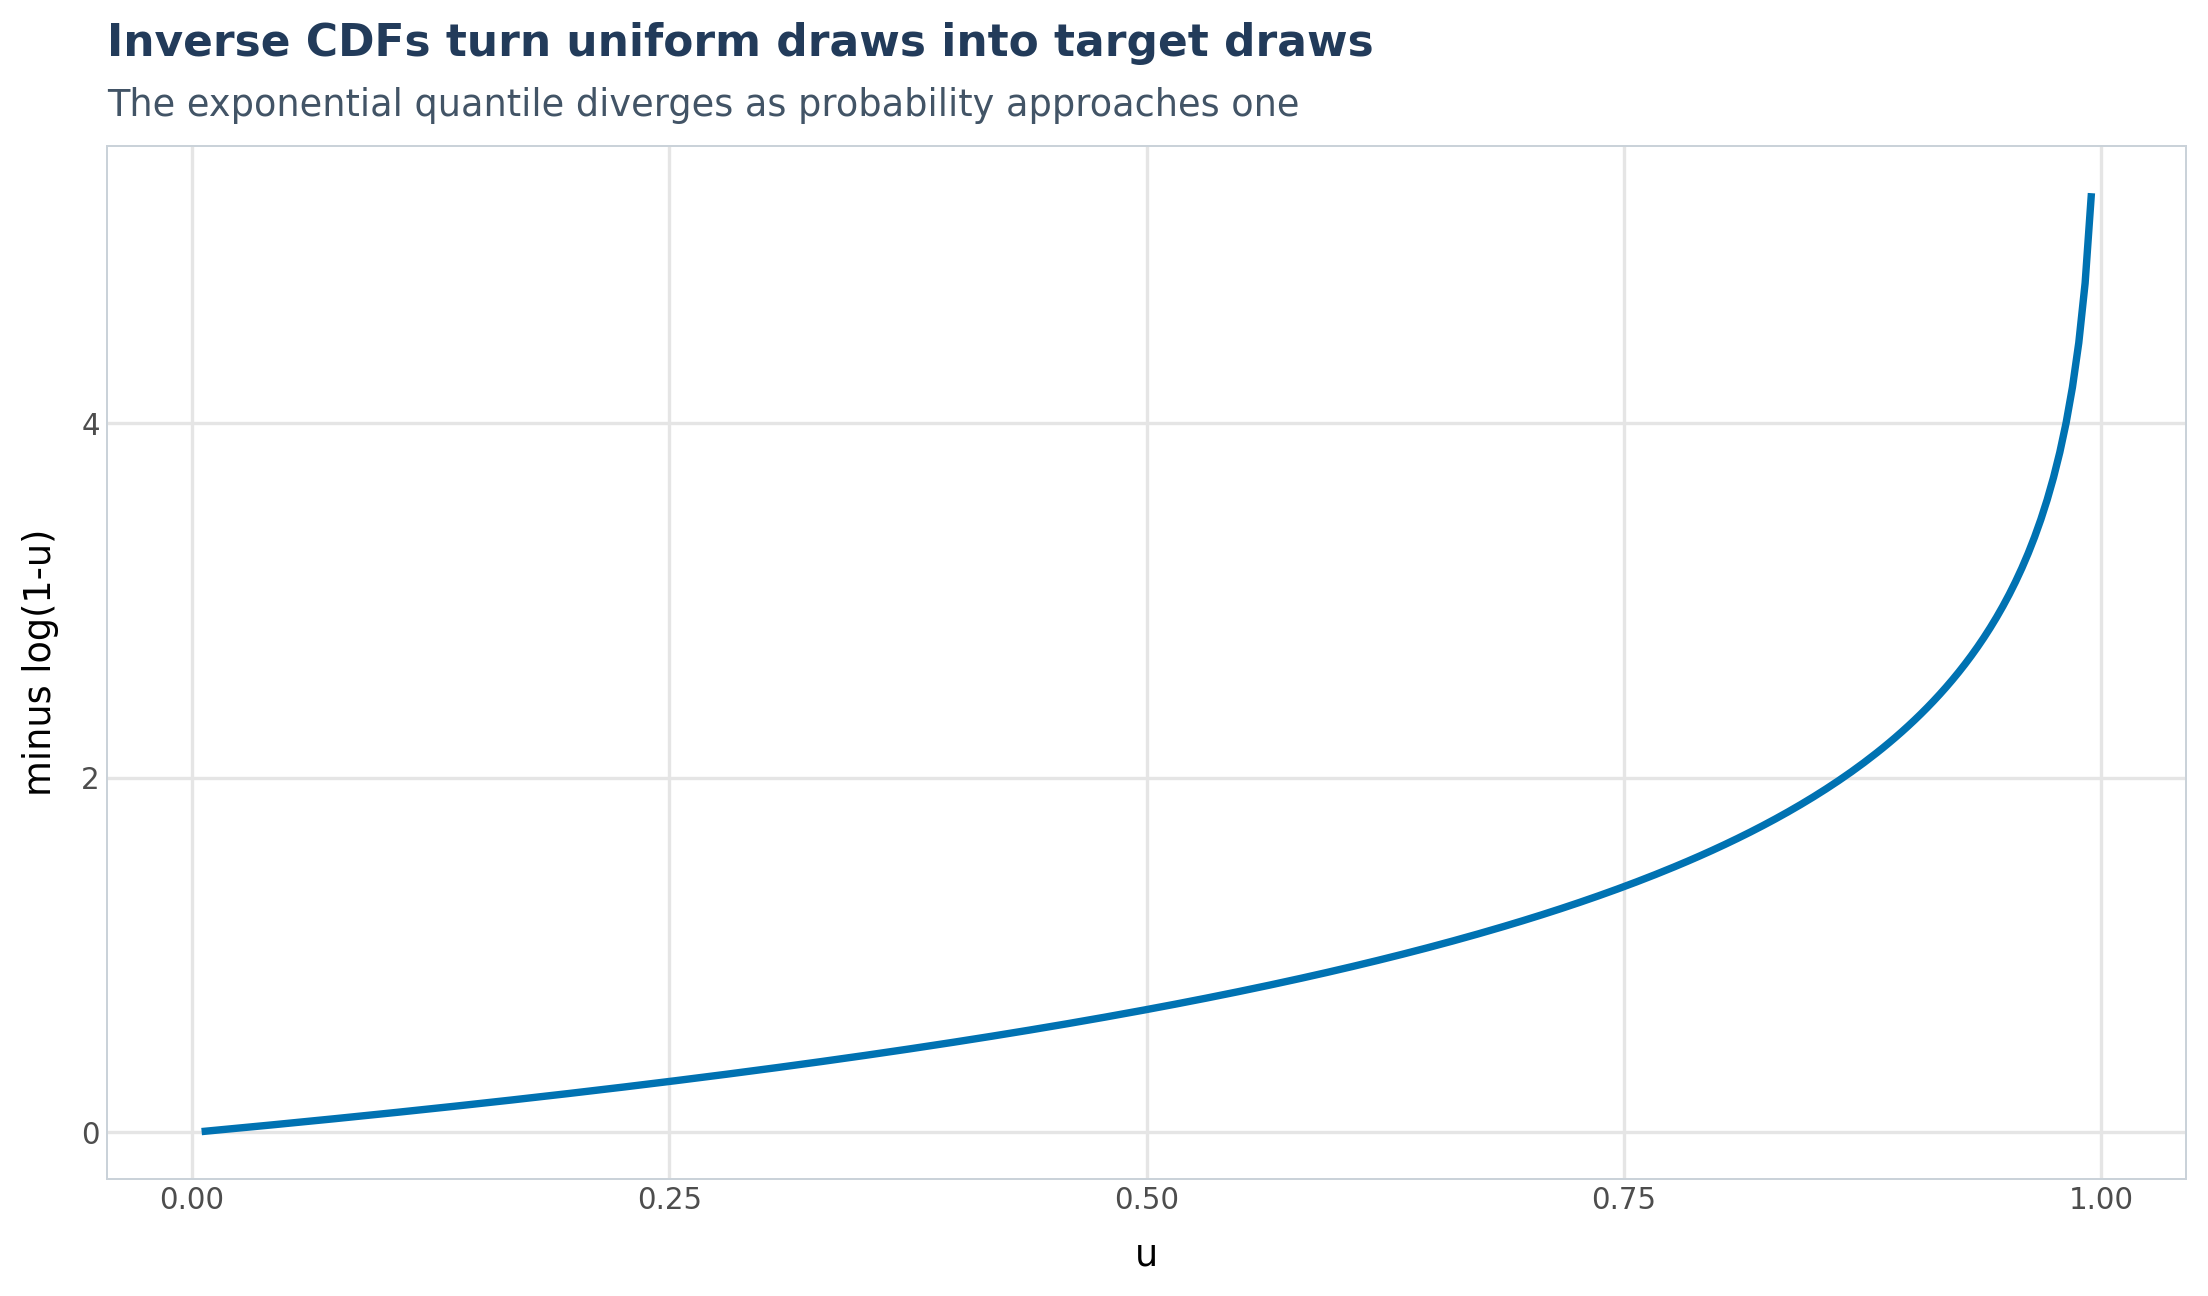 Inverse CDFs turn uniform draws into target draws
The exponential quantile diverges as probability approaches one
minus log(1-u)
4
2
0
0.00
0.25
0.50
0.75
1.00
u